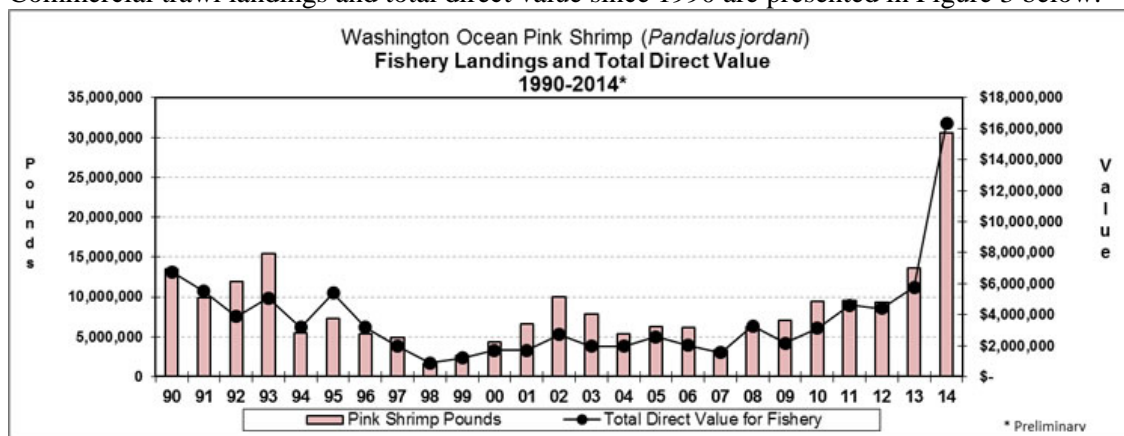 Commercial trawl landings and total direct value since 1990 are presented in Figure 3 below.
Washington Ocean Pink Shrimp (Pandalus jordani)
Fishery Landings and Total Direct Value
1990-2014*
Pounds
35,000,000
30,000,000
25,000,000
20,000,000
15,000,000
10,000,000
5,000,000
0
$18,000,000
$16,000,000
$14,000,000
$12,000,000
$10,000,000
$8,000,000
$6,000,000
$4,000,000
$2,000,000
$-
Value
90 91 92 93 94 95 96 97 98 99 00 01 02 03 04 05 06 07 08 09 10 11 12 13 14
Pink Shrimp Pounds Total Direct Value for Fishery
* Preliminary